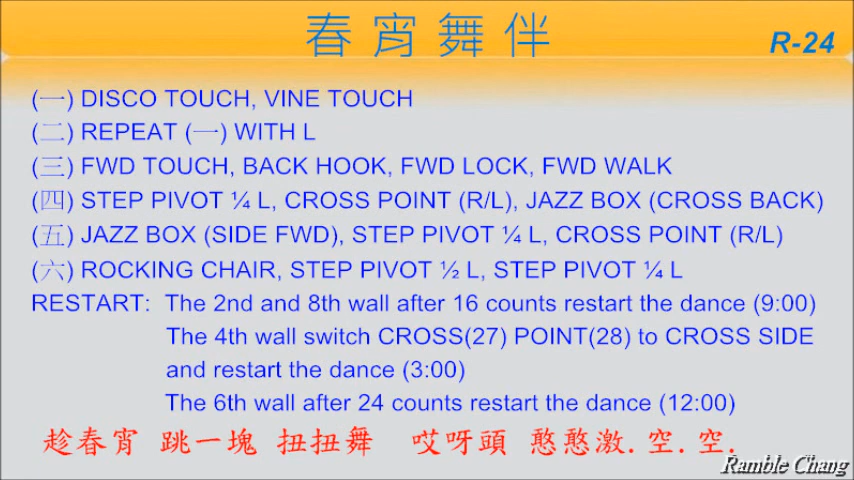 春宵舞伴
R-24
(一) DISCO TOUCH, VINE TOUCH
(二) REPEAT (一) WITH L
(三) FWD TOUCH, BACK HOOK, FWD LOCK, FWD WALK
(四) STEP PIVOT ¼ L, CROSS POINT (R/L), JAZZ BOX (CROSS BACK)
(五) JAZZ BOX (SIDE FWD), STEP PIVOT ¼ L, CROSS POINT (R/L)
(六) ROCKING CHAIR, STEP PIVOT ½ L, STEP PIVOT ¼ L
RESTART: The 2nd and 8th wall after 16 counts restart the dance (9:00)
The 4th wall switch CROSS(27) POINT(28) to CROSS SIDE
and restart the dance (3:00)
The 6th wall after 24 counts restart the dance (12:00)
趁春宵 跳一塊 扭扭舞 哎呀頭 憨憨激.空.空.
Ramble Chang